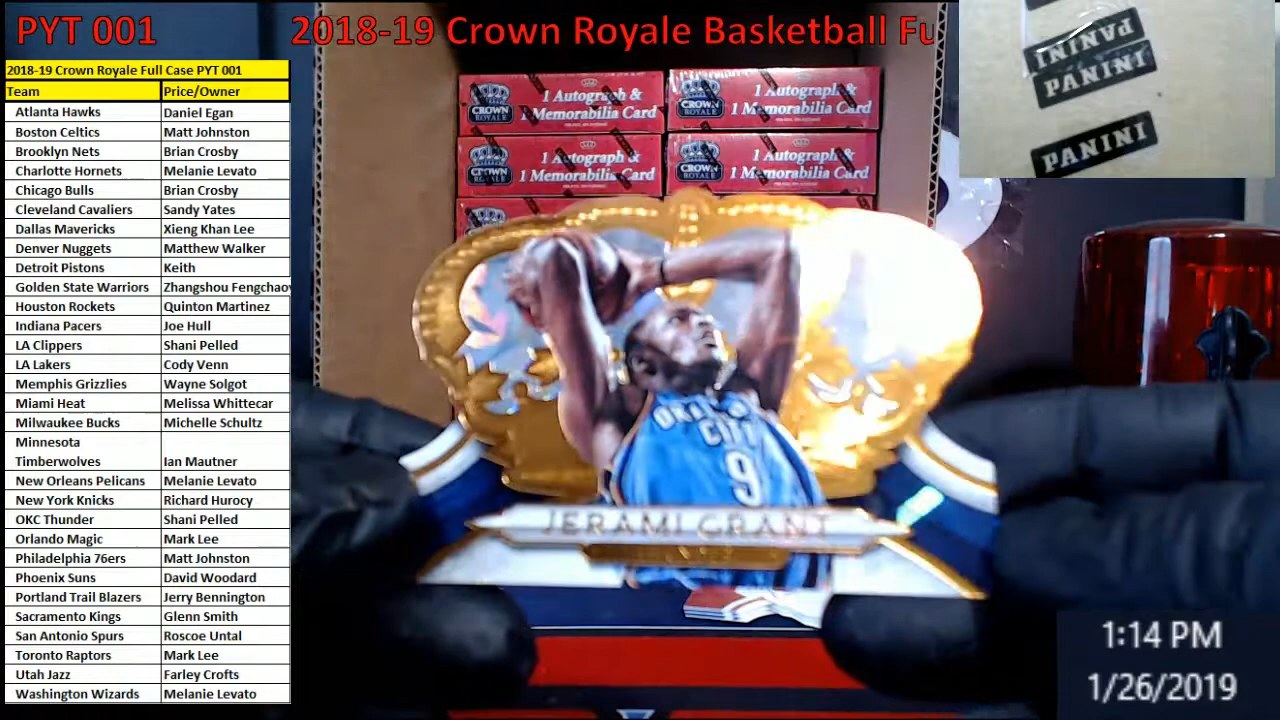 PYT 001
2018-19 Crown Royale Basketball Fu
2018-19 Crown Royale Full Case PYT 001
Team Price/Owner
Atlanta Hawks Daniel Egan
Boston Celtics Matt Johnston
Brooklyn Nets Brian Crosby
Charlotte Hornets Melanie Levato
Chicago Bulls Brian Crosby
Cleveland Cavaliers Sandy Yates
Dallas Mavericks Xieng Khan Lee
Denver Nuggets Matthew Walker
Detroit Pistons Keith
Golden State Warriors Zhangshou Fengchao
Houston Rockets Quinton Martinez
Indiana Pacers Joe Hull
LA Clippers Shani Pelled
LA Lakers Cody Venn
Memphis Grizzlies Wayne Solgot
Miami Heat Melissa Whittecar
Milwaukee Bucks Michelle Schultz
Minnesota
Timberwolves Ian Mautner
New Orleans Pelicans Melanie Levato
New York Knicks Richard Hurocy
OKC Thunder Shani Pelled
Orlando Magic Mark Lee
Philadelphia 76ers Matt Johnston
Phoenix Suns David Woodard
Portland Trail Blazers Jerry Bennington
Sacramento Kings Glenn Smith
San Antonio Spurs Roscoe Untal
Toronto Raptors Mark Lee
Utah Jazz Farley Crofts
Washington Wizards Melanie Levato
CROWN ROYALE
1 Autograph &
1 Memorabilia Card
CROWN ROYALE
1 Autograph &
1 Memorabilia Card
CROWN ROYALE
1 Autograph &
1 Memorabilia Card
CROWN ROYALE
1 Autograph &
1 Memorabilia Card
PANINI
PANINI
PANINI
CITY
9
JERAMI GRANT
1:14 PM
1/26/2019